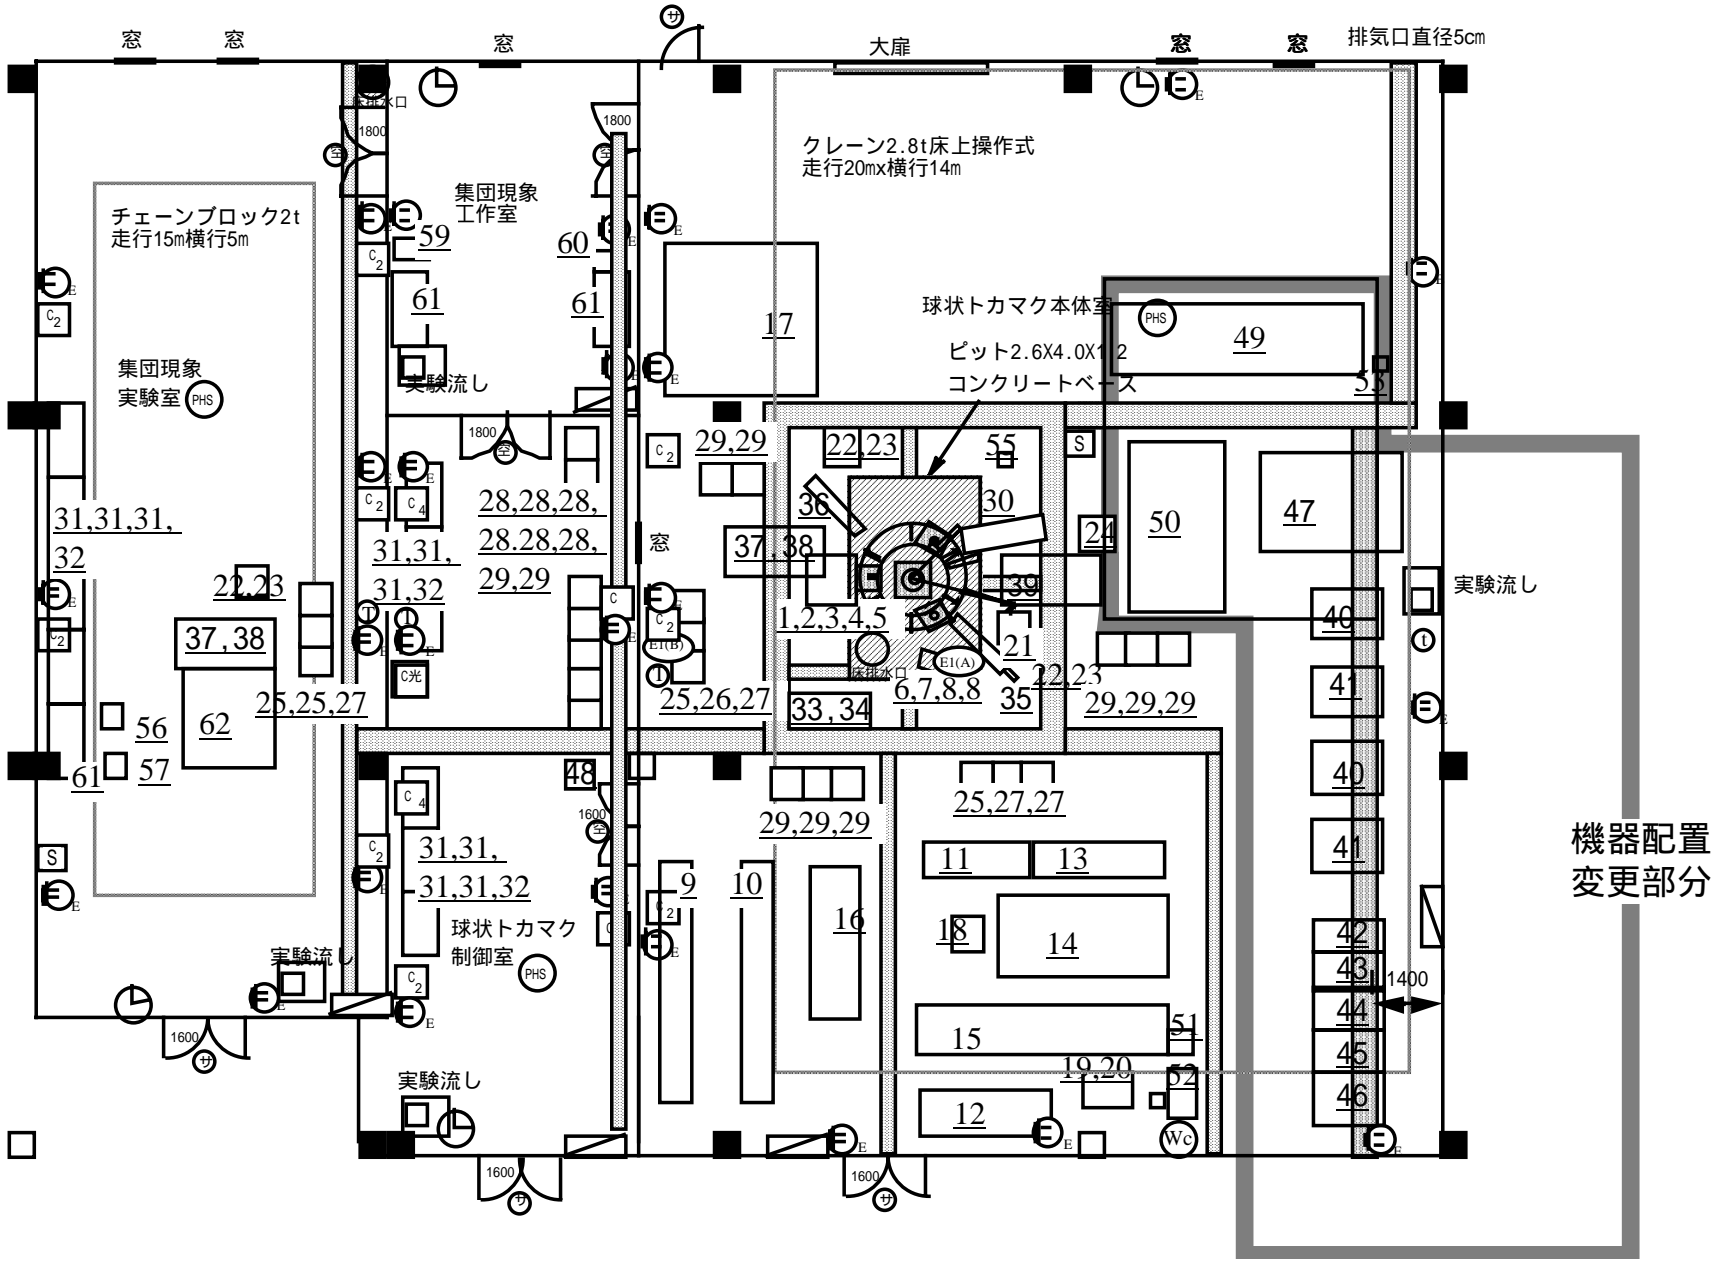 サ
窓
窓
窓
大扉
窓
窓
排気口直径5cm
床排水口
1800
1800
空
空
クレーン2.8t床上操作式
走行20mx横行14m
チェーンブロック2t
走行15m横行5m
集団現象
工作室
59
60
61
61
17
球状トカマク本体室
PHS
49
53
ピット2.6X4.0X1.2
コンクリートベース
集団現象
実験室
PHS
実験流し
1800
空
29,29
22,23
55
S
31,31,31,
32
28,28,28,
28.28,28,
29,29
31,31,
31,32
窓
36
30
24
50
47
37,38
39
22,23
37,38
1,2,3,4,5
21
40
実験流し
t
T
T
E1(B)
T
E1(A)
C光
床排水口
6,7,8,8
22,23
35
41
25,25,27
25,26,27
33,34
29,29,29
62
56
57
61
48
40
25,27,27
29,29,29
1600
空
機器配置
変更部分
31,31,
31,31,32
11
13
41
S
9
10
16
18
14
42
43
1400
球状トカマク
制御室
PHS
実験流し
15
51
44
45
46
1600
サ
実験流し
19,20
52
12
Wc
1600
サ
1600
サ